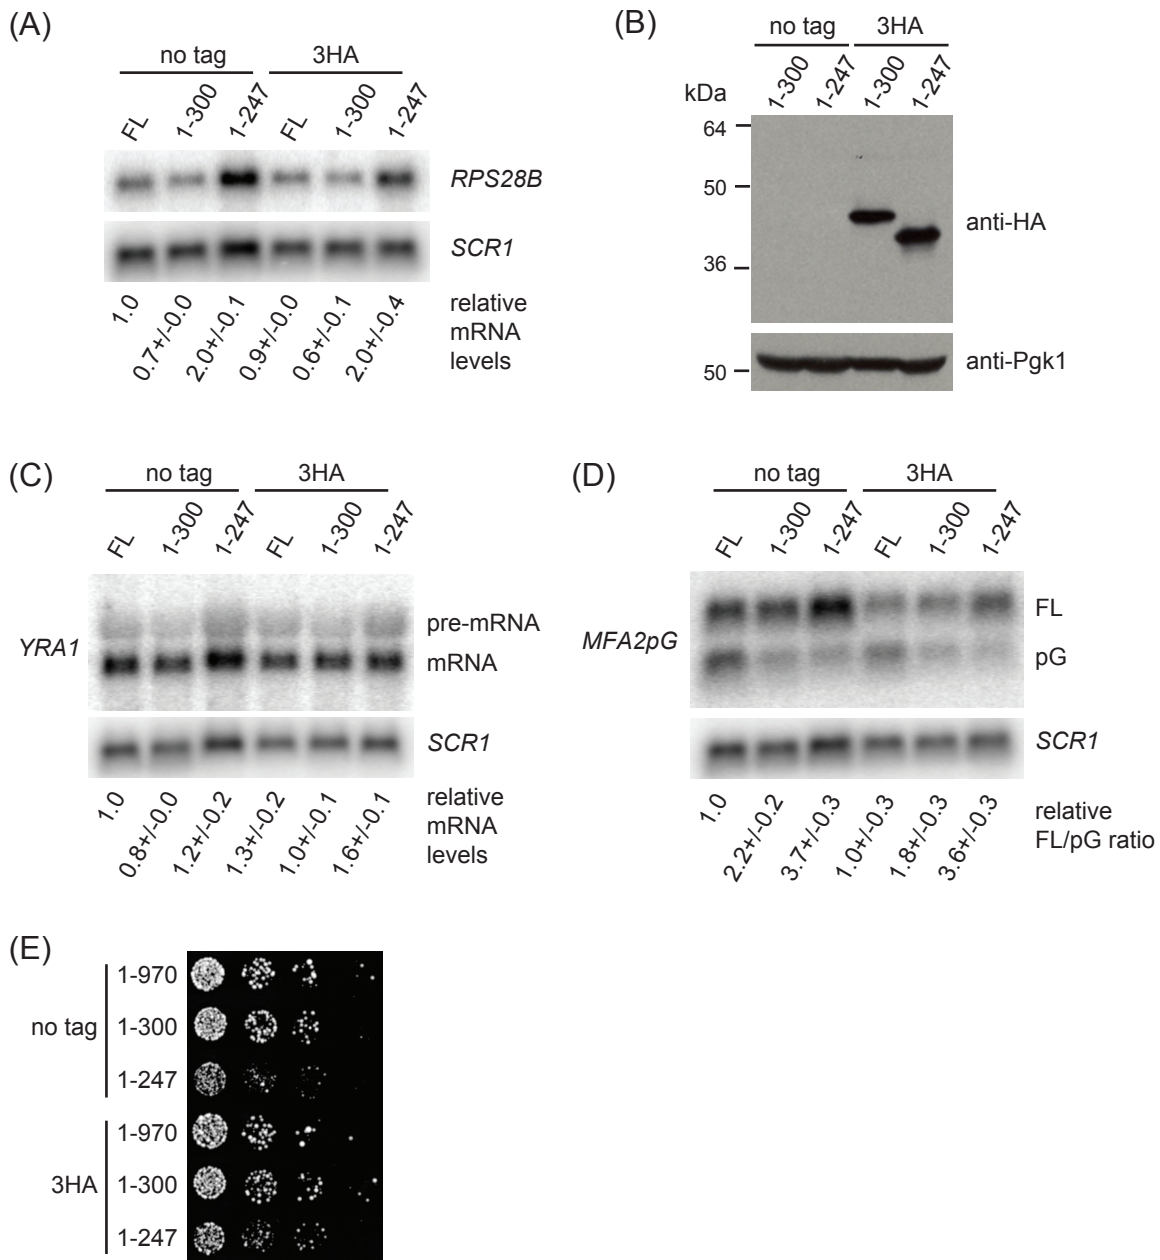 (A)
no tag 3HA
FL 1-300 1-247 FL 1-300 1-247
RPS28B
SCR1
1.0 0.7+/-0.0 2.0+/-0.1 0.9+/-0.0 0.6+/-0.1 2.0+/-0.4
relative
mRNA
levels
(B)
no tag 3HA
1-300 1-247 1-300 1-247
kDa
64
50
36
anti-HA
50
anti-Pgk1
(C)
no tag 3HA
FL 1-300 1-247 FL 1-300 1-247
YRA1
pre-mRNA
mRNA
SCR1
1.0 0.8+/-0.0 1.2+/-0.2 1.3+/-0.2 1.0+/-0.1 1.6+/-0.1
relative
mRNA
levels
(D)
no tag 3HA
FL 1-300 1-247 FL 1-300 1-247
MFA2pG
FL
pG
SCR1
1.0 2.2+/-0.2 3.7+/-0.3 1.0+/-0.3 1.8+/-0.3 3.6+/-0.3
relative
FL/pG ratio
(E)
no tag
1-970
1-300
1-247
3HA
1-970
1-300
1-247